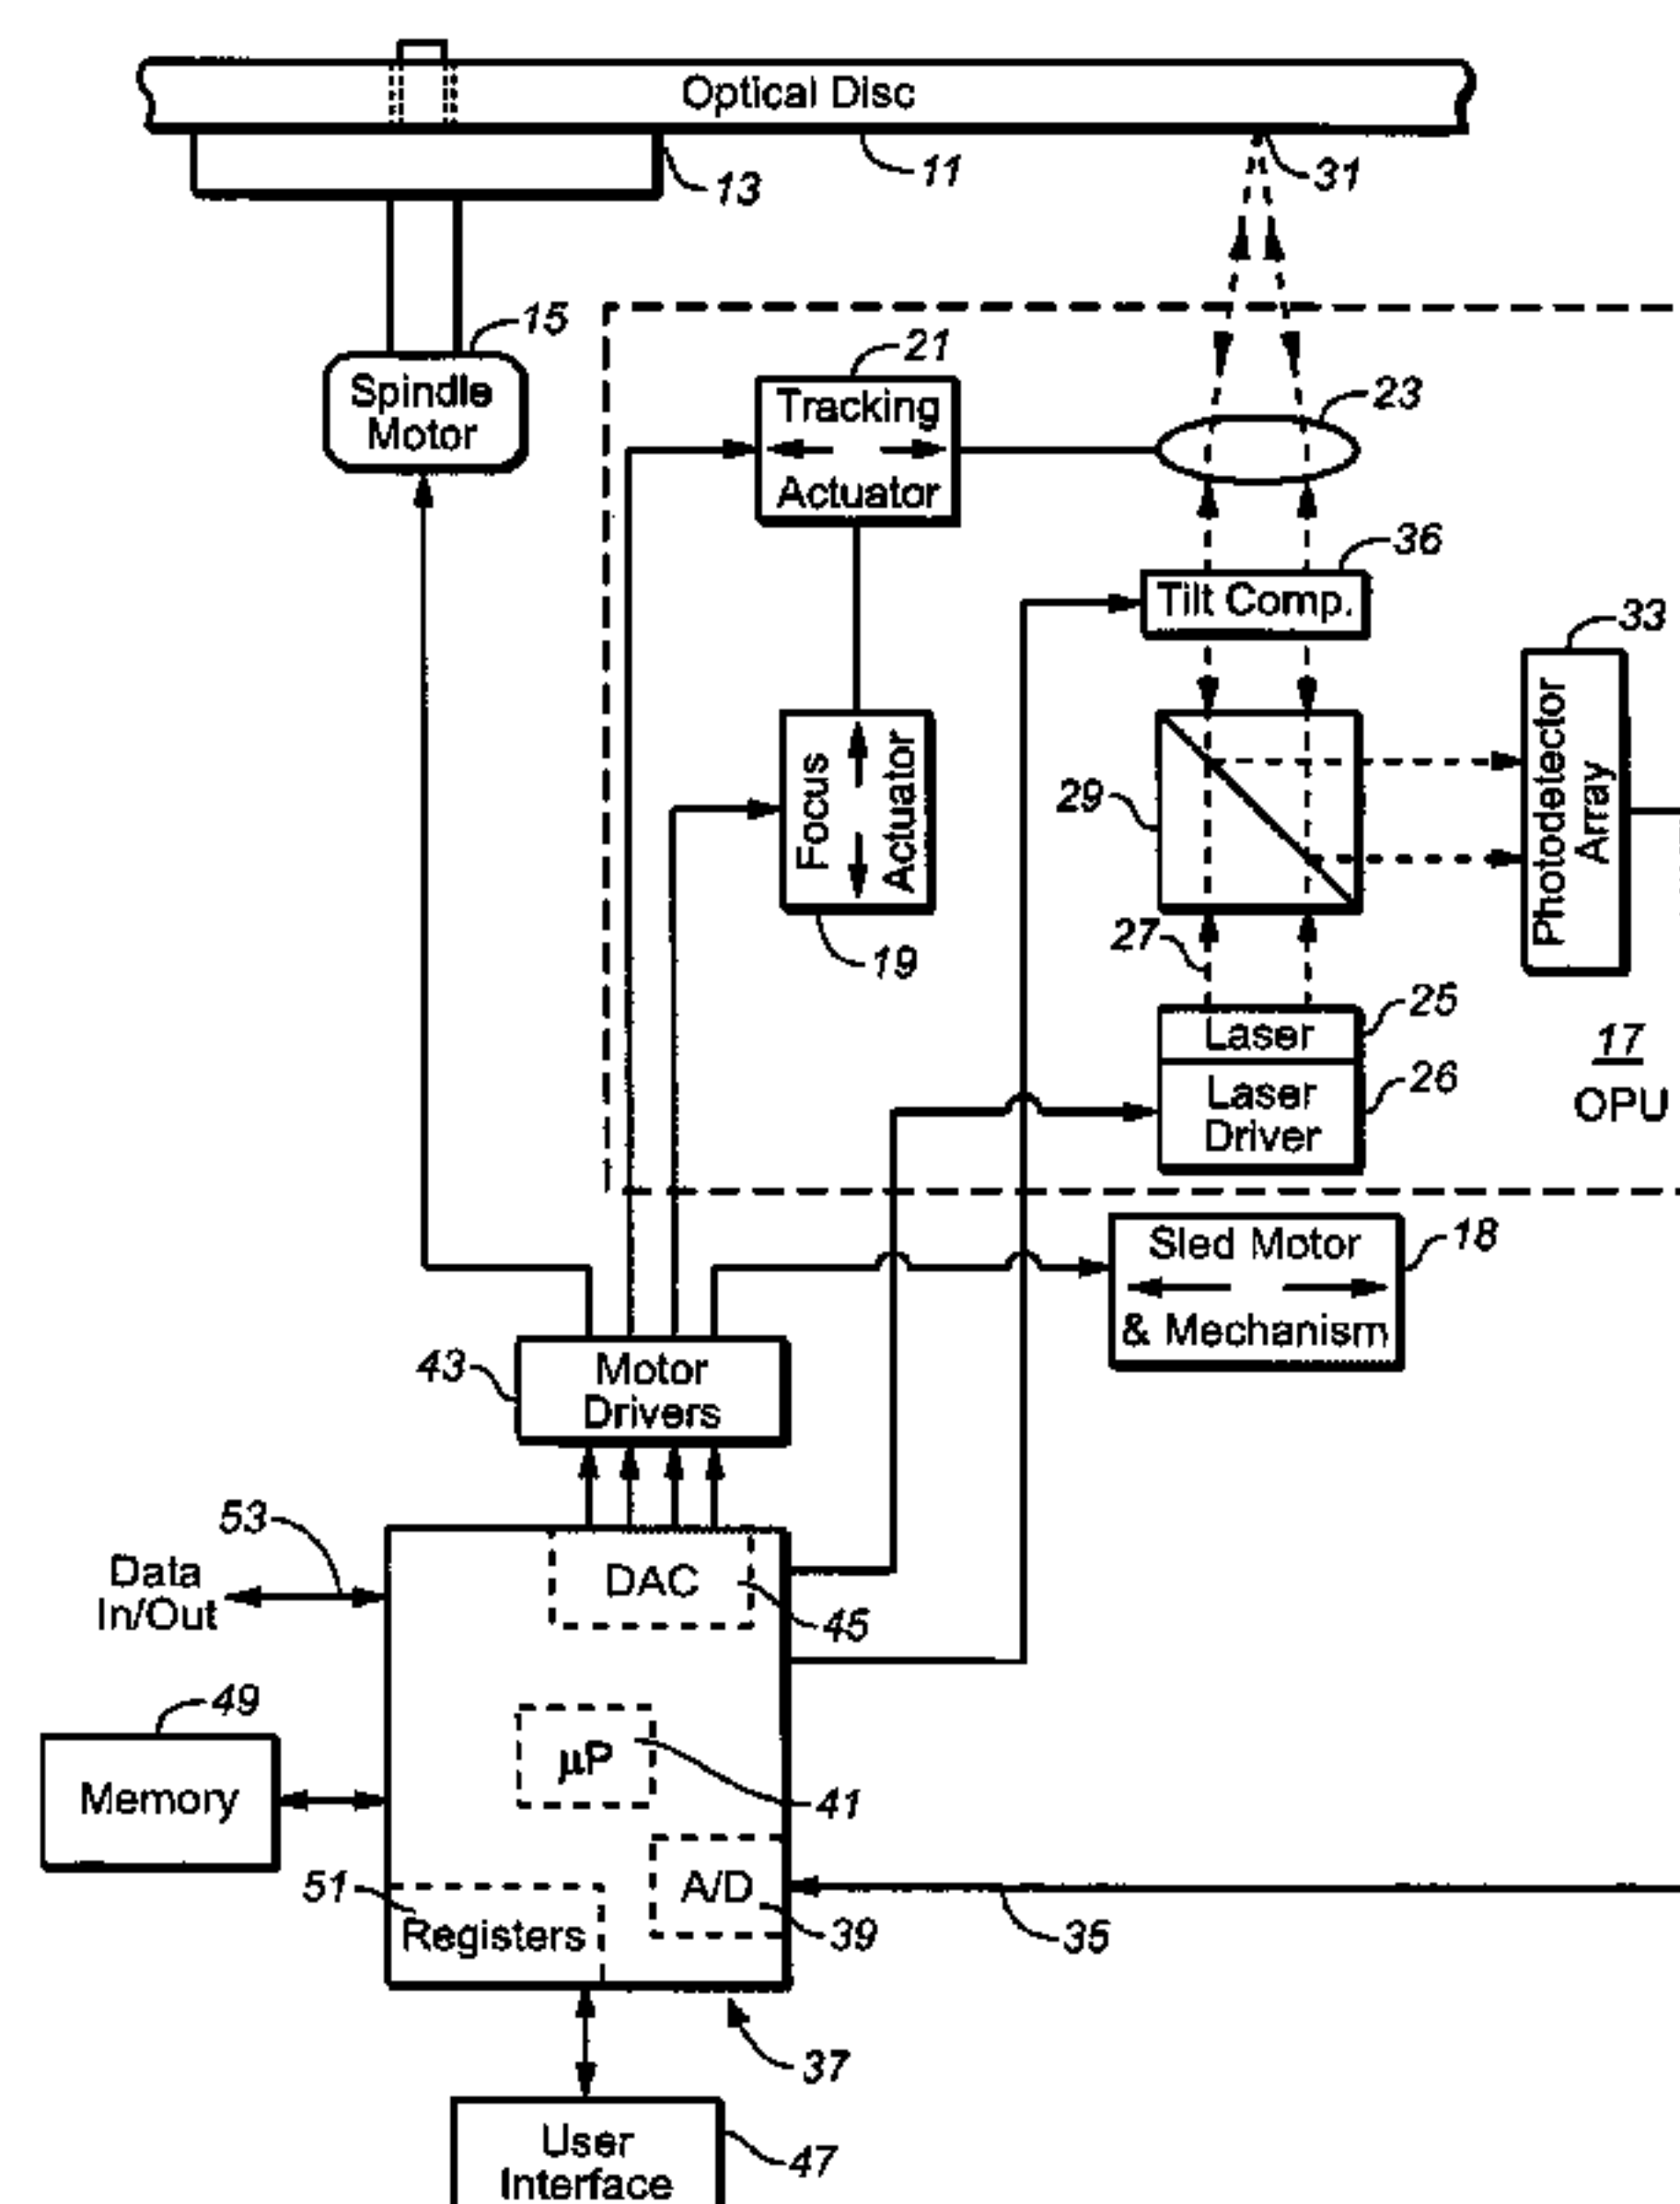 Optical Disc
11
13
31
15
Spindle
Motor
21
Tracking
Actuator
23
36
Tilt Comp.
33
Photodetector
Array
Focus
Actuator
19
29
27
25
Laser
26
Laser
Driver
17
OPU
18
Sled Motor
& Mechanism
43
Motor
Drivers
53
Data
In/Out
DAC
45
49
Memory
µP
41
51
Registers
A/D
39
35
37
User
Interface
47